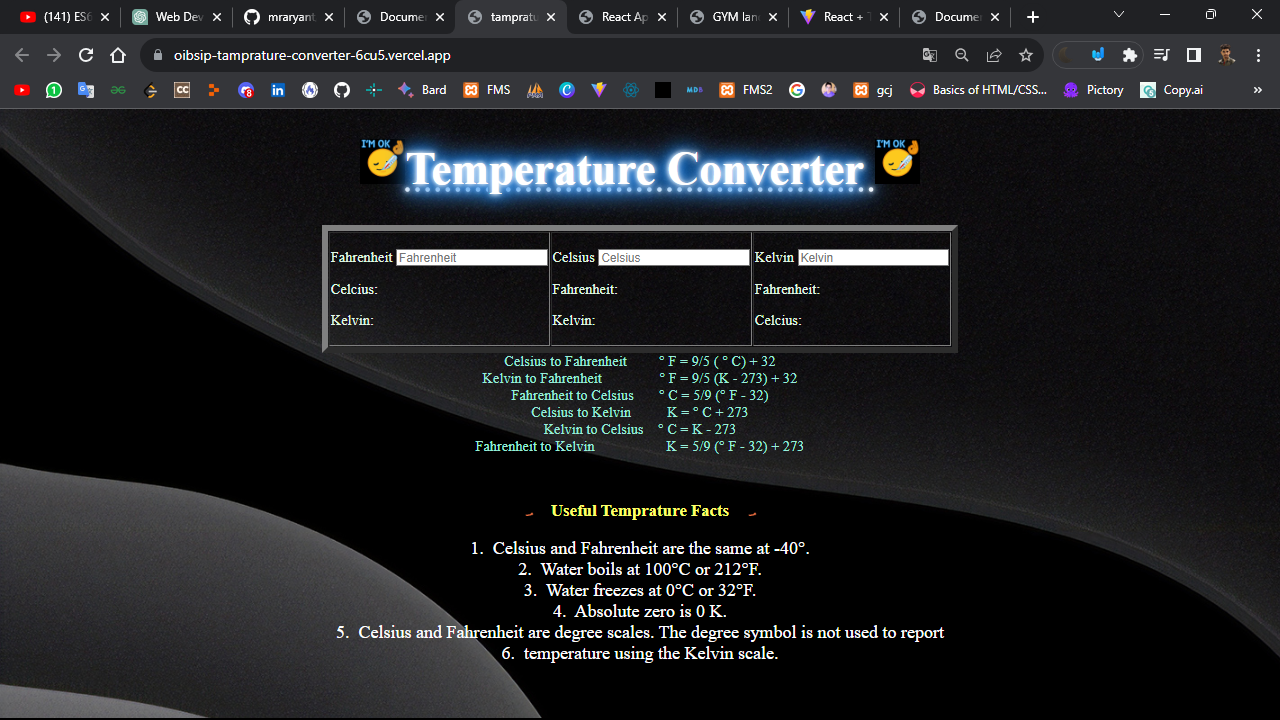 (141) ES6
Web Dev
mraryant
Docume
tampratu
React Ap
GYM lan
React + T
Docume
oibsip-tamprature-converter-6cu5.vercel.app
CC
8
Bard
FMS
MDB
FMS2
gcj
Basics of HTML/CSS...
Pictory
Copy.ai
»
I'M OK
Temperature Converter
I'M OK
Fahrenheit Fahrenheit
Celsius Celsius
Kelvin Kelvin
Celcius:
Fahrenheit:
Fahrenheit:
Kelvin:
Kelvin:
Celcius:
Celsius to Fahrenheit ° F = 9/5 ( ° C) + 32
Kelvin to Fahrenheit ° F = 9/5 (K - 273) + 32
Fahrenheit to Celsius ° C = 5/9 (° F - 32)
Celsius to Kelvin K = ° C + 273
Kelvin to Celsius ° C = K - 273
Fahrenheit to Kelvin K = 5/9 (° F - 32) + 273
Useful Temprature Facts
1. Celsius and Fahrenheit are the same at -40°.
2. Water boils at 100°C or 212°F.
3. Water freezes at 0°C or 32°F.
4. Absolute zero is 0 K.
5. Celsius and Fahrenheit are degree scales. The degree symbol is not used to report
6. temperature using the Kelvin scale.